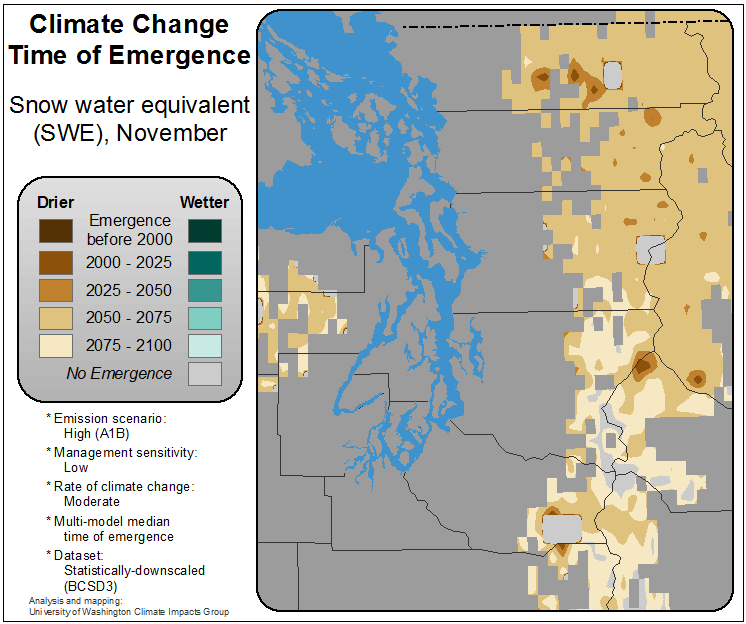 Climate Change
Time of Emergence
Snow water equivalent
(SWE), November
Drier Wetter
Emergence
before 2000
2000 - 2025
2025 - 2050
2050 - 2075
2075 - 2100
No Emergence
* Emission scenario:
High (A1B)
* Management sensitivity:
Low
* Rate of climate change:
Moderate
* Multi-model median
time of emergence
* Dataset:
Statistically-downscaled
(BCSD3)
Analysis and mapping:
University of Washington Climate Impacts Group